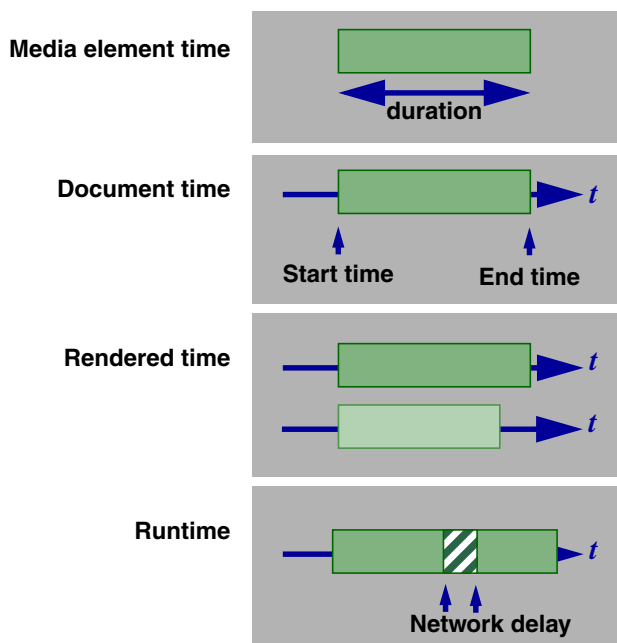 Media element time
duration
Document time
t
Start time
End time
Rendered time
t
t
Runtime
t
Network delay